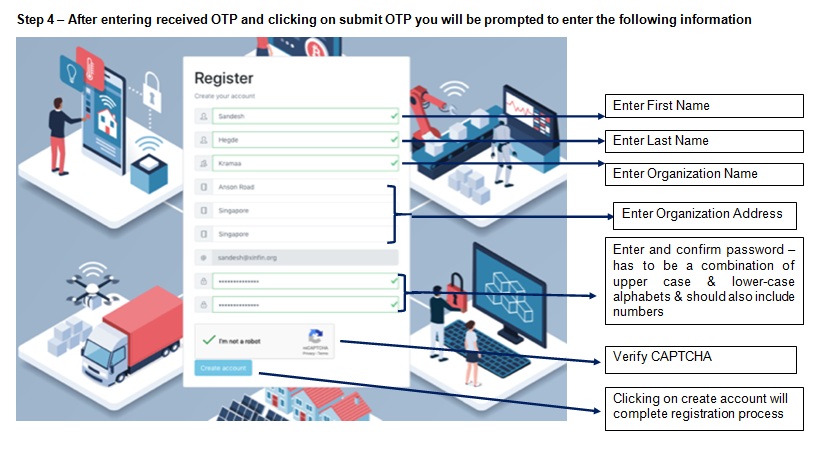 Step 4 – After entering received OTP and clicking on submit OTP you will be prompted to enter the following information
Register
Create your account
Sandesh
Hegde
Kramaa
Anson Road
Singapore
Singapore
@ sandesh@xinfin.org
••••••••••••••
••••••••••••••
I'm not a robot
reCAPTCHA
Privacy - Terms
Create account
Enter First Name
Enter Last Name
Enter Organization Name
Enter Organization Address
Enter and confirm password –
has to be a combination of
upper case & lower-case
alphabets & should also include
numbers
Verify CAPTCHA
Clicking on create account will
complete registration process